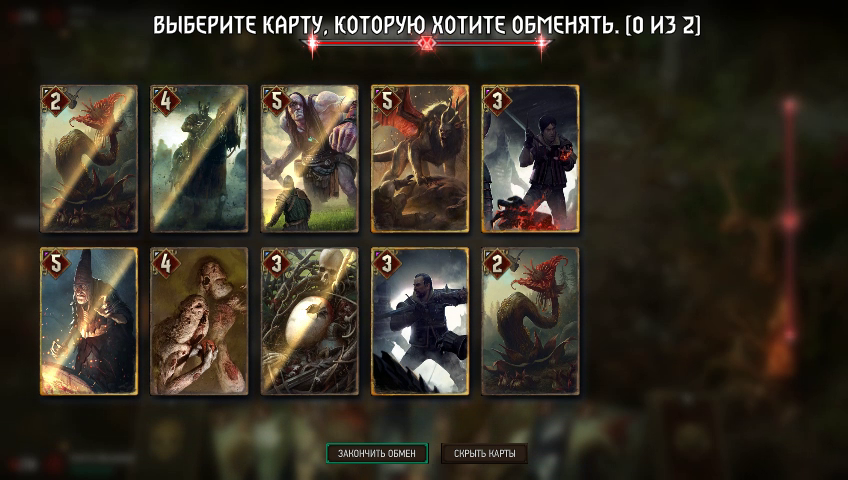 ВЫБЕРИТЕ КАРТУ, КОТОРУЮ ХОТИТЕ ОБМЕНЯТЬ. (0 ИЗ 2)
2 4 5 5 3
5 4 3 3 2
ЗАКОНЧИТЬ ОБМЕН СКРЫТЬ КАРТЫ